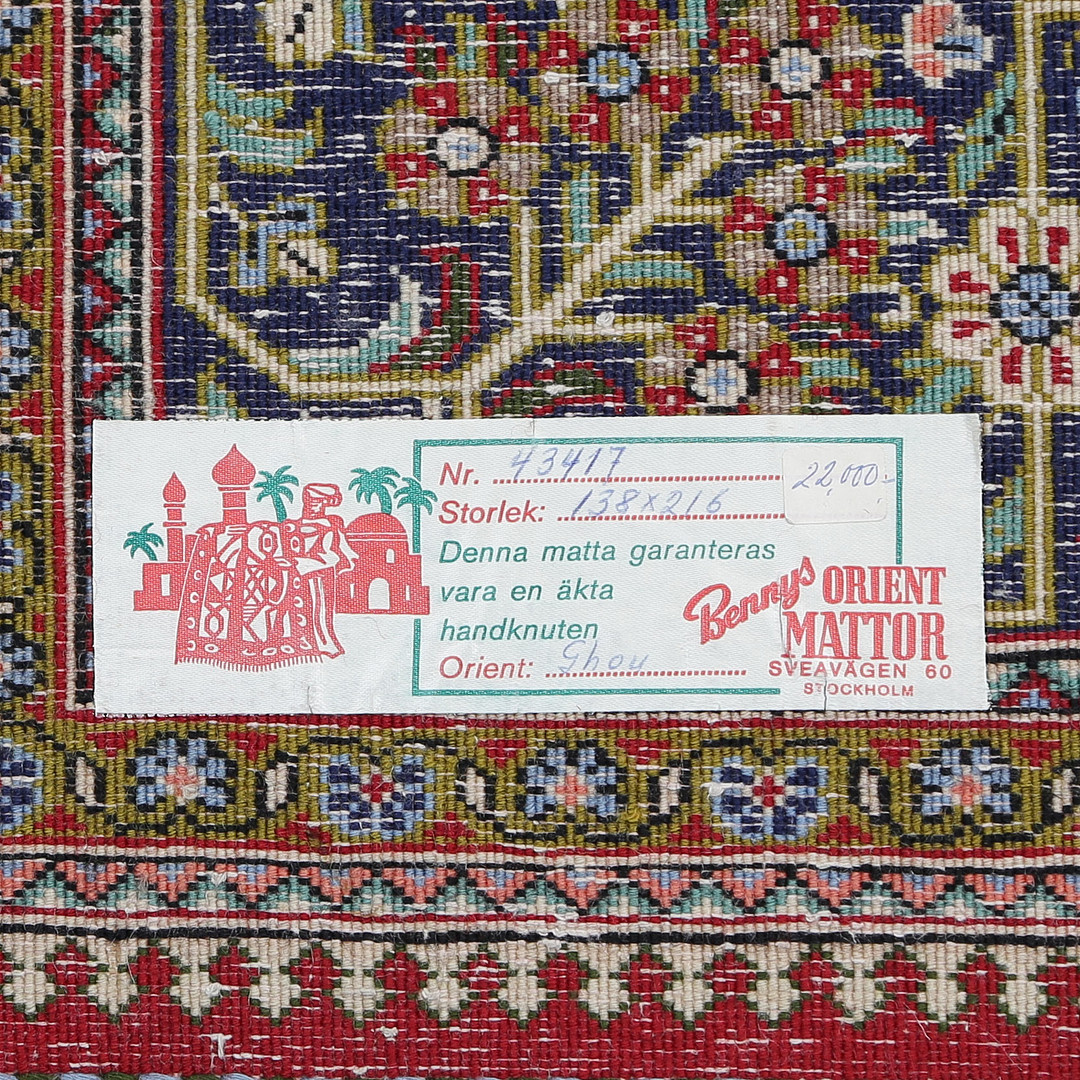 Nr. 43417
22,000:-
Storlek: 138x216
Denna matta garanteras
vara en äkta
handknuten
Orient: Ghou
Bennys ORIENT
MATTOR
SVEAVÄGEN 60
STOCKHOLM